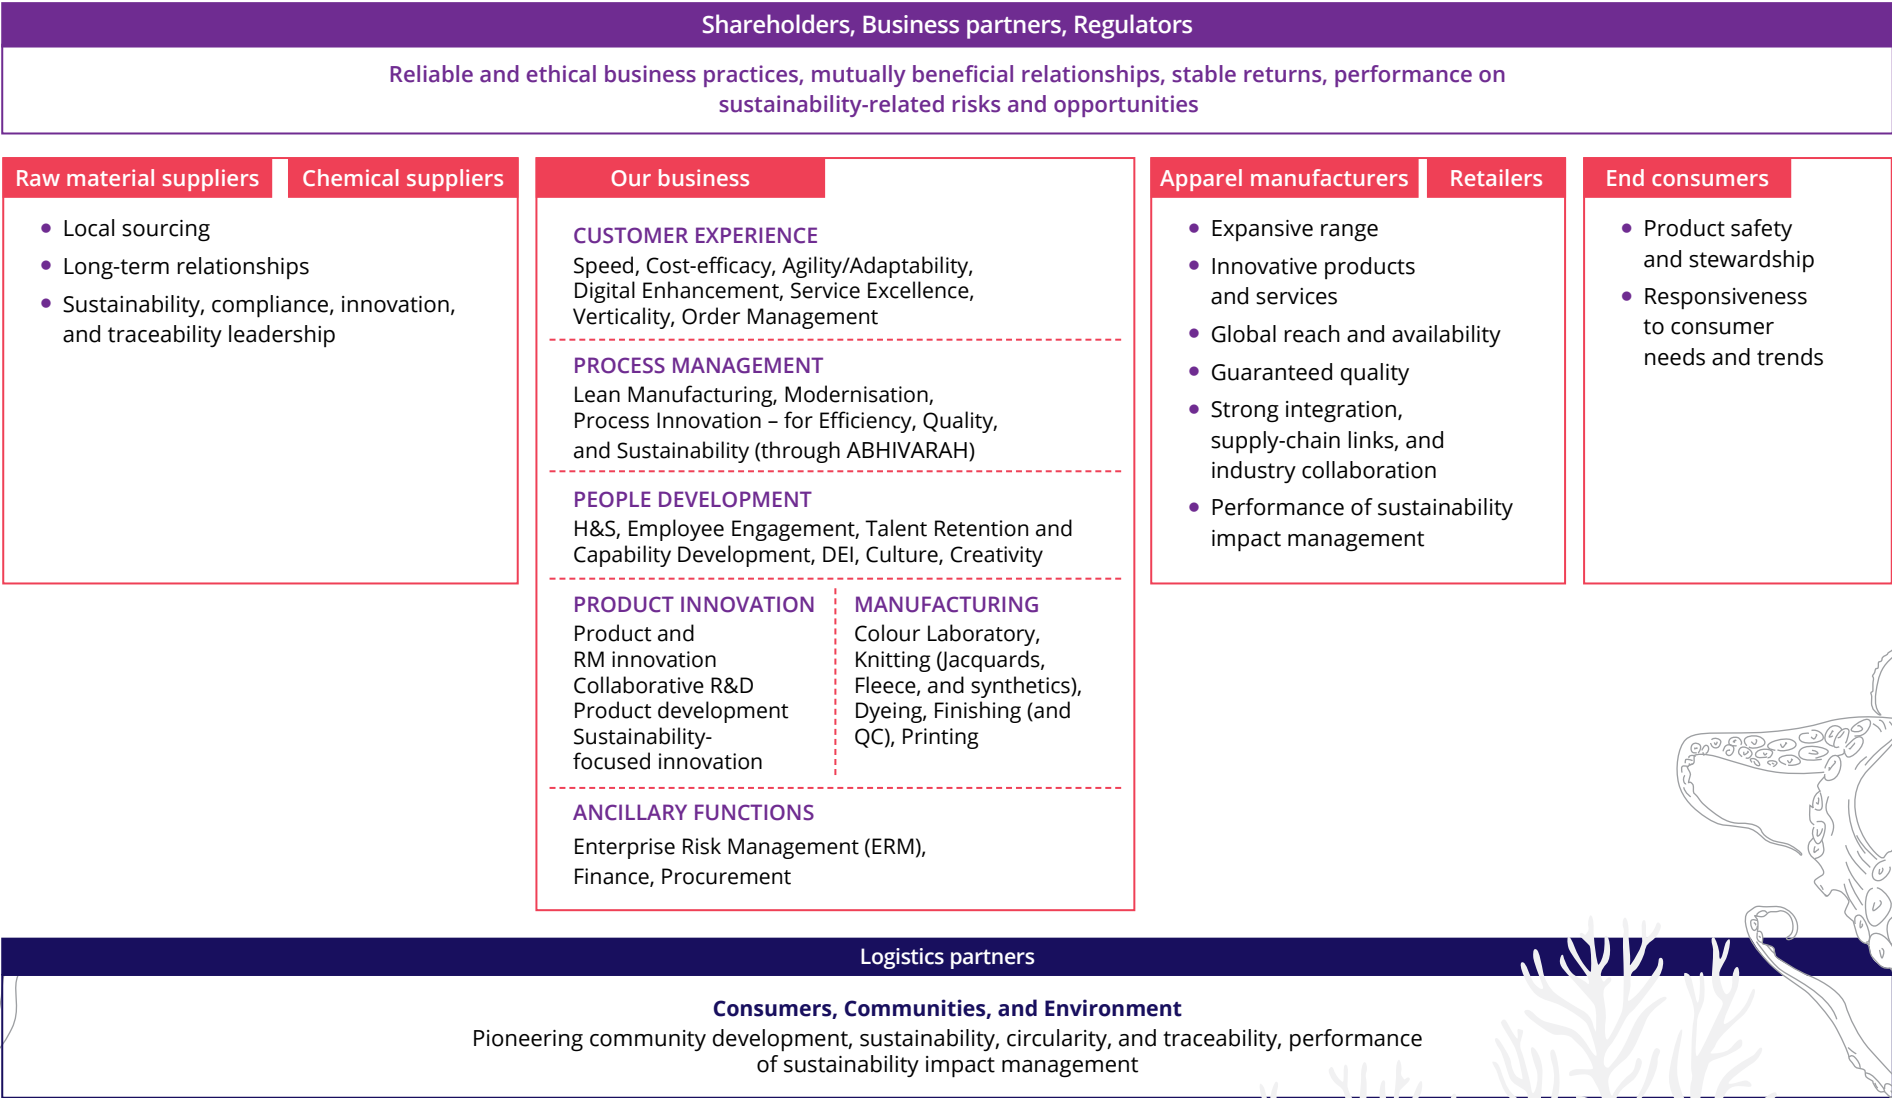 Shareholders, Business partners, Regulators
Reliable and ethical business practices, mutually beneficial relationships, stable returns, performance on
sustainability-related risks and opportunities
Raw material suppliers
Chemical suppliers
• Local sourcing
• Long-term relationships
• Sustainability, compliance, innovation,
and traceability leadership
Our business
CUSTOMER EXPERIENCE
Speed, Cost-efficacy, Agility/Adaptability,
Digital Enhancement, Service Excellence,
Verticality, Order Management
PROCESS MANAGEMENT
Lean Manufacturing, Modernisation,
Process Innovation – for Efficiency, Quality,
and Sustainability (through ABHIVARAH)
PEOPLE DEVELOPMENT
H&S, Employee Engagement, Talent Retention and
Capability Development, DEI, Culture, Creativity
PRODUCT INNOVATION
Product and
RM innovation
Collaborative R&D
Product development
Sustainability-
focused innovation
MANUFACTURING
Colour Laboratory,
Knitting (Jacquards,
Fleece, and synthetics),
Dyeing, Finishing (and
QC), Printing
ANCILLARY FUNCTIONS
Enterprise Risk Management (ERM),
Finance, Procurement
Apparel manufacturers
Retailers
• Expansive range
• Innovative products
and services
• Global reach and availability
• Guaranteed quality
• Strong integration,
supply-chain links, and
industry collaboration
• Performance of sustainability
impact management
End consumers
• Product safety
and stewardship
• Responsiveness
to consumer
needs and trends
Logistics partners
Consumers, Communities, and Environment
Pioneering community development, sustainability, circularity, and traceability, performance
of sustainability impact management